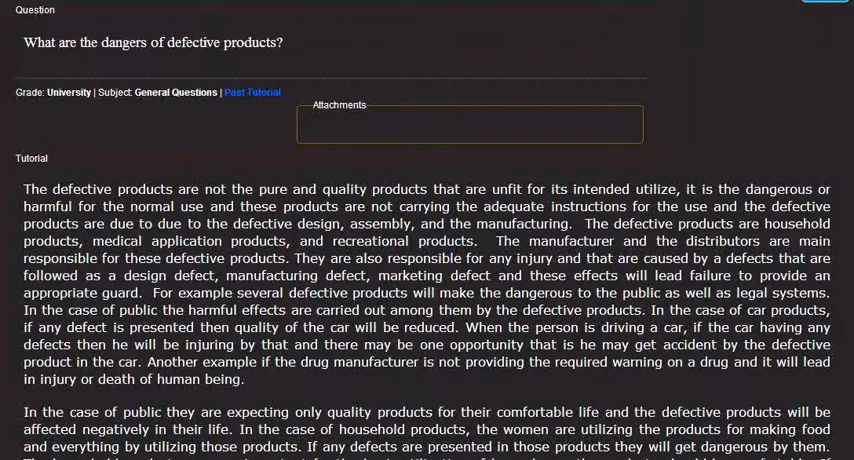 Question
What are the dangers of defective products?
Grade: University | Subject: General Questions | Past Tutorial
Attachments
Tutorial
The defective products are not the pure and quality products that are unfit for its intended utilize, it is the dangerous or
harmful for the normal use and these products are not carrying the adequate instructions for the use and the defective
products are due to due to the defective design, assembly, and the manufacturing. The defective products are household
products, medical application products, and recreational products. The manufacturer and the distributors are main
responsible for these defective products. They are also responsible for any injury and that are caused by a defects that are
followed as a design defect, manufacturing defect, marketing defect and these effects will lead failure to provide an
appropriate guard. For example several defective products will make the dangerous to the public as well as legal systems.
In the case of public the harmful effects are carried out among them by the defective products. In the case of car products,
if any defect is presented then quality of the car will be reduced. When the person is driving a car, if the car having any
defects then he will be injuring by that and there may be one opportunity that is he may get accident by the defective
product in the car. Another example if the drug manufacturer is not providing the required warning on a drug and it will lead
in injury or death of human being.
In the case of public they are expecting only quality products for their comfortable life and the defective products will be
affected negatively in their life. In the case of household products, the women are utilizing the products for making food
and everything by utilizing those products. If any defects are presented in those products they will get dangerous by them.